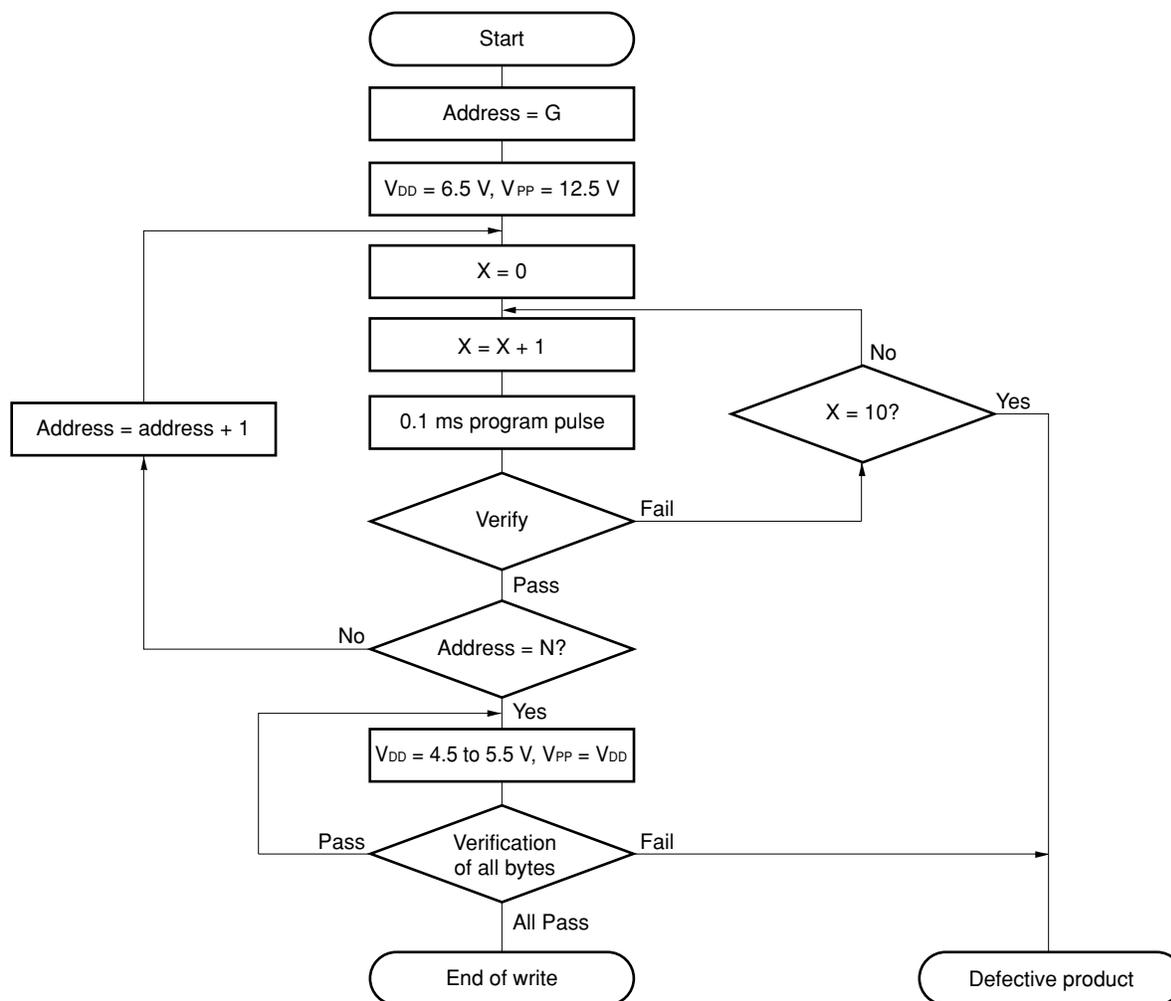 Start
Address = G
VDD = 6.5 V, VPP = 12.5 V
X = 0
X = X + 1
No
X = 10?
Yes
Address = address + 1
0.1 ms program pulse
Verify
Fail
Pass
No
Address = N?
Yes
VDD = 4.5 to 5.5 V, VPP = VDD
Pass
Verification
of all bytes
Fail
All Pass
End of write
Defective product